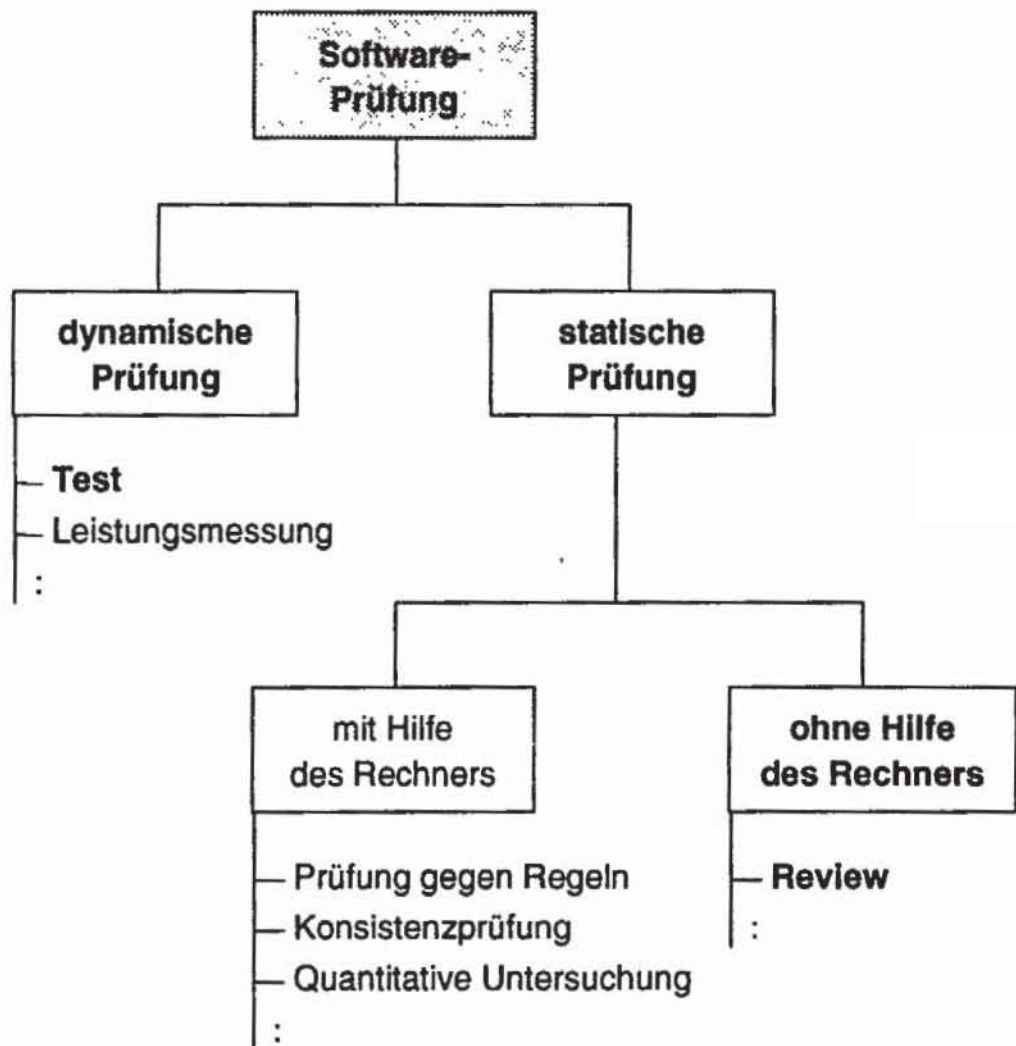 Software-
Prüfung
dynamische
Prüfung
statische
Prüfung
Test
Leistungsmessung
:
mit Hilfe
des Rechners
ohne Hilfe
des Rechners
Prüfung gegen Regeln
Konsistenzprüfung
Quantitative Untersuchung
:
Review
: